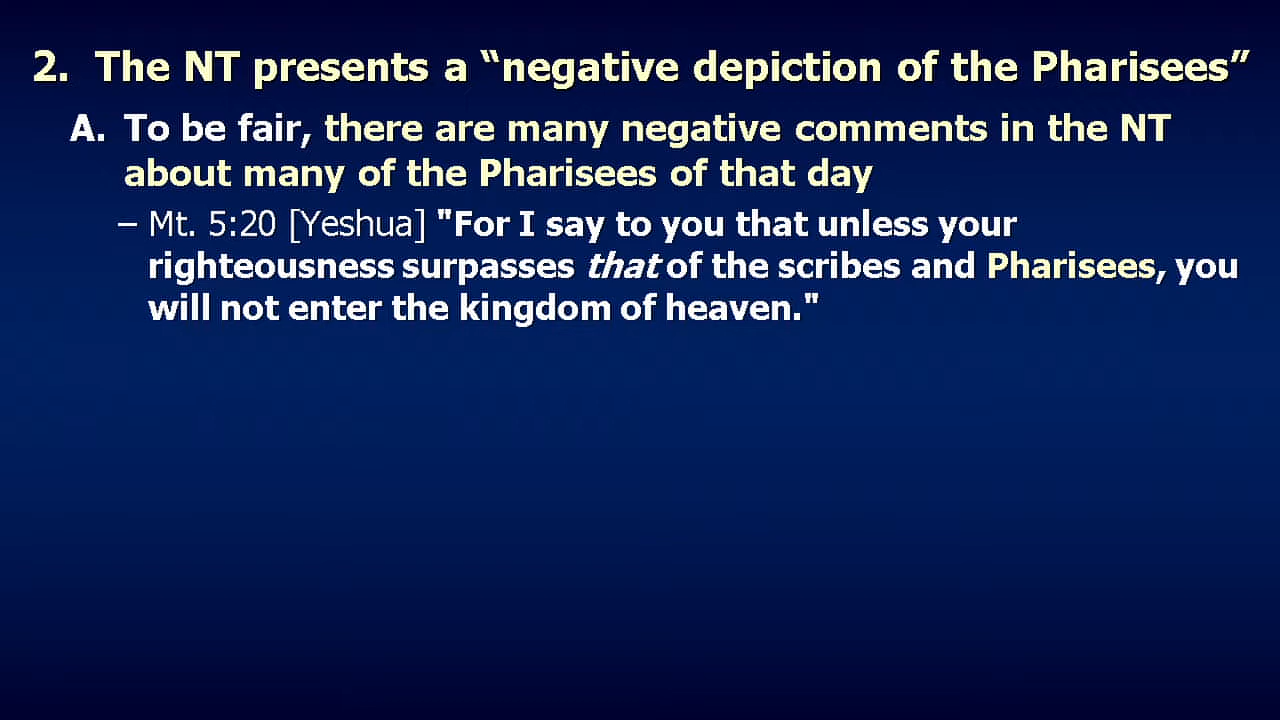 2. The NT presents a “negative depiction of the Pharisees”
A. To be fair, there are many negative comments in the NT
about many of the Pharisees of that day
– Mt. 5:20 [Yeshua] "For I say to you that unless your
righteousness surpasses that of the scribes and Pharisees, you
will not enter the kingdom of heaven."